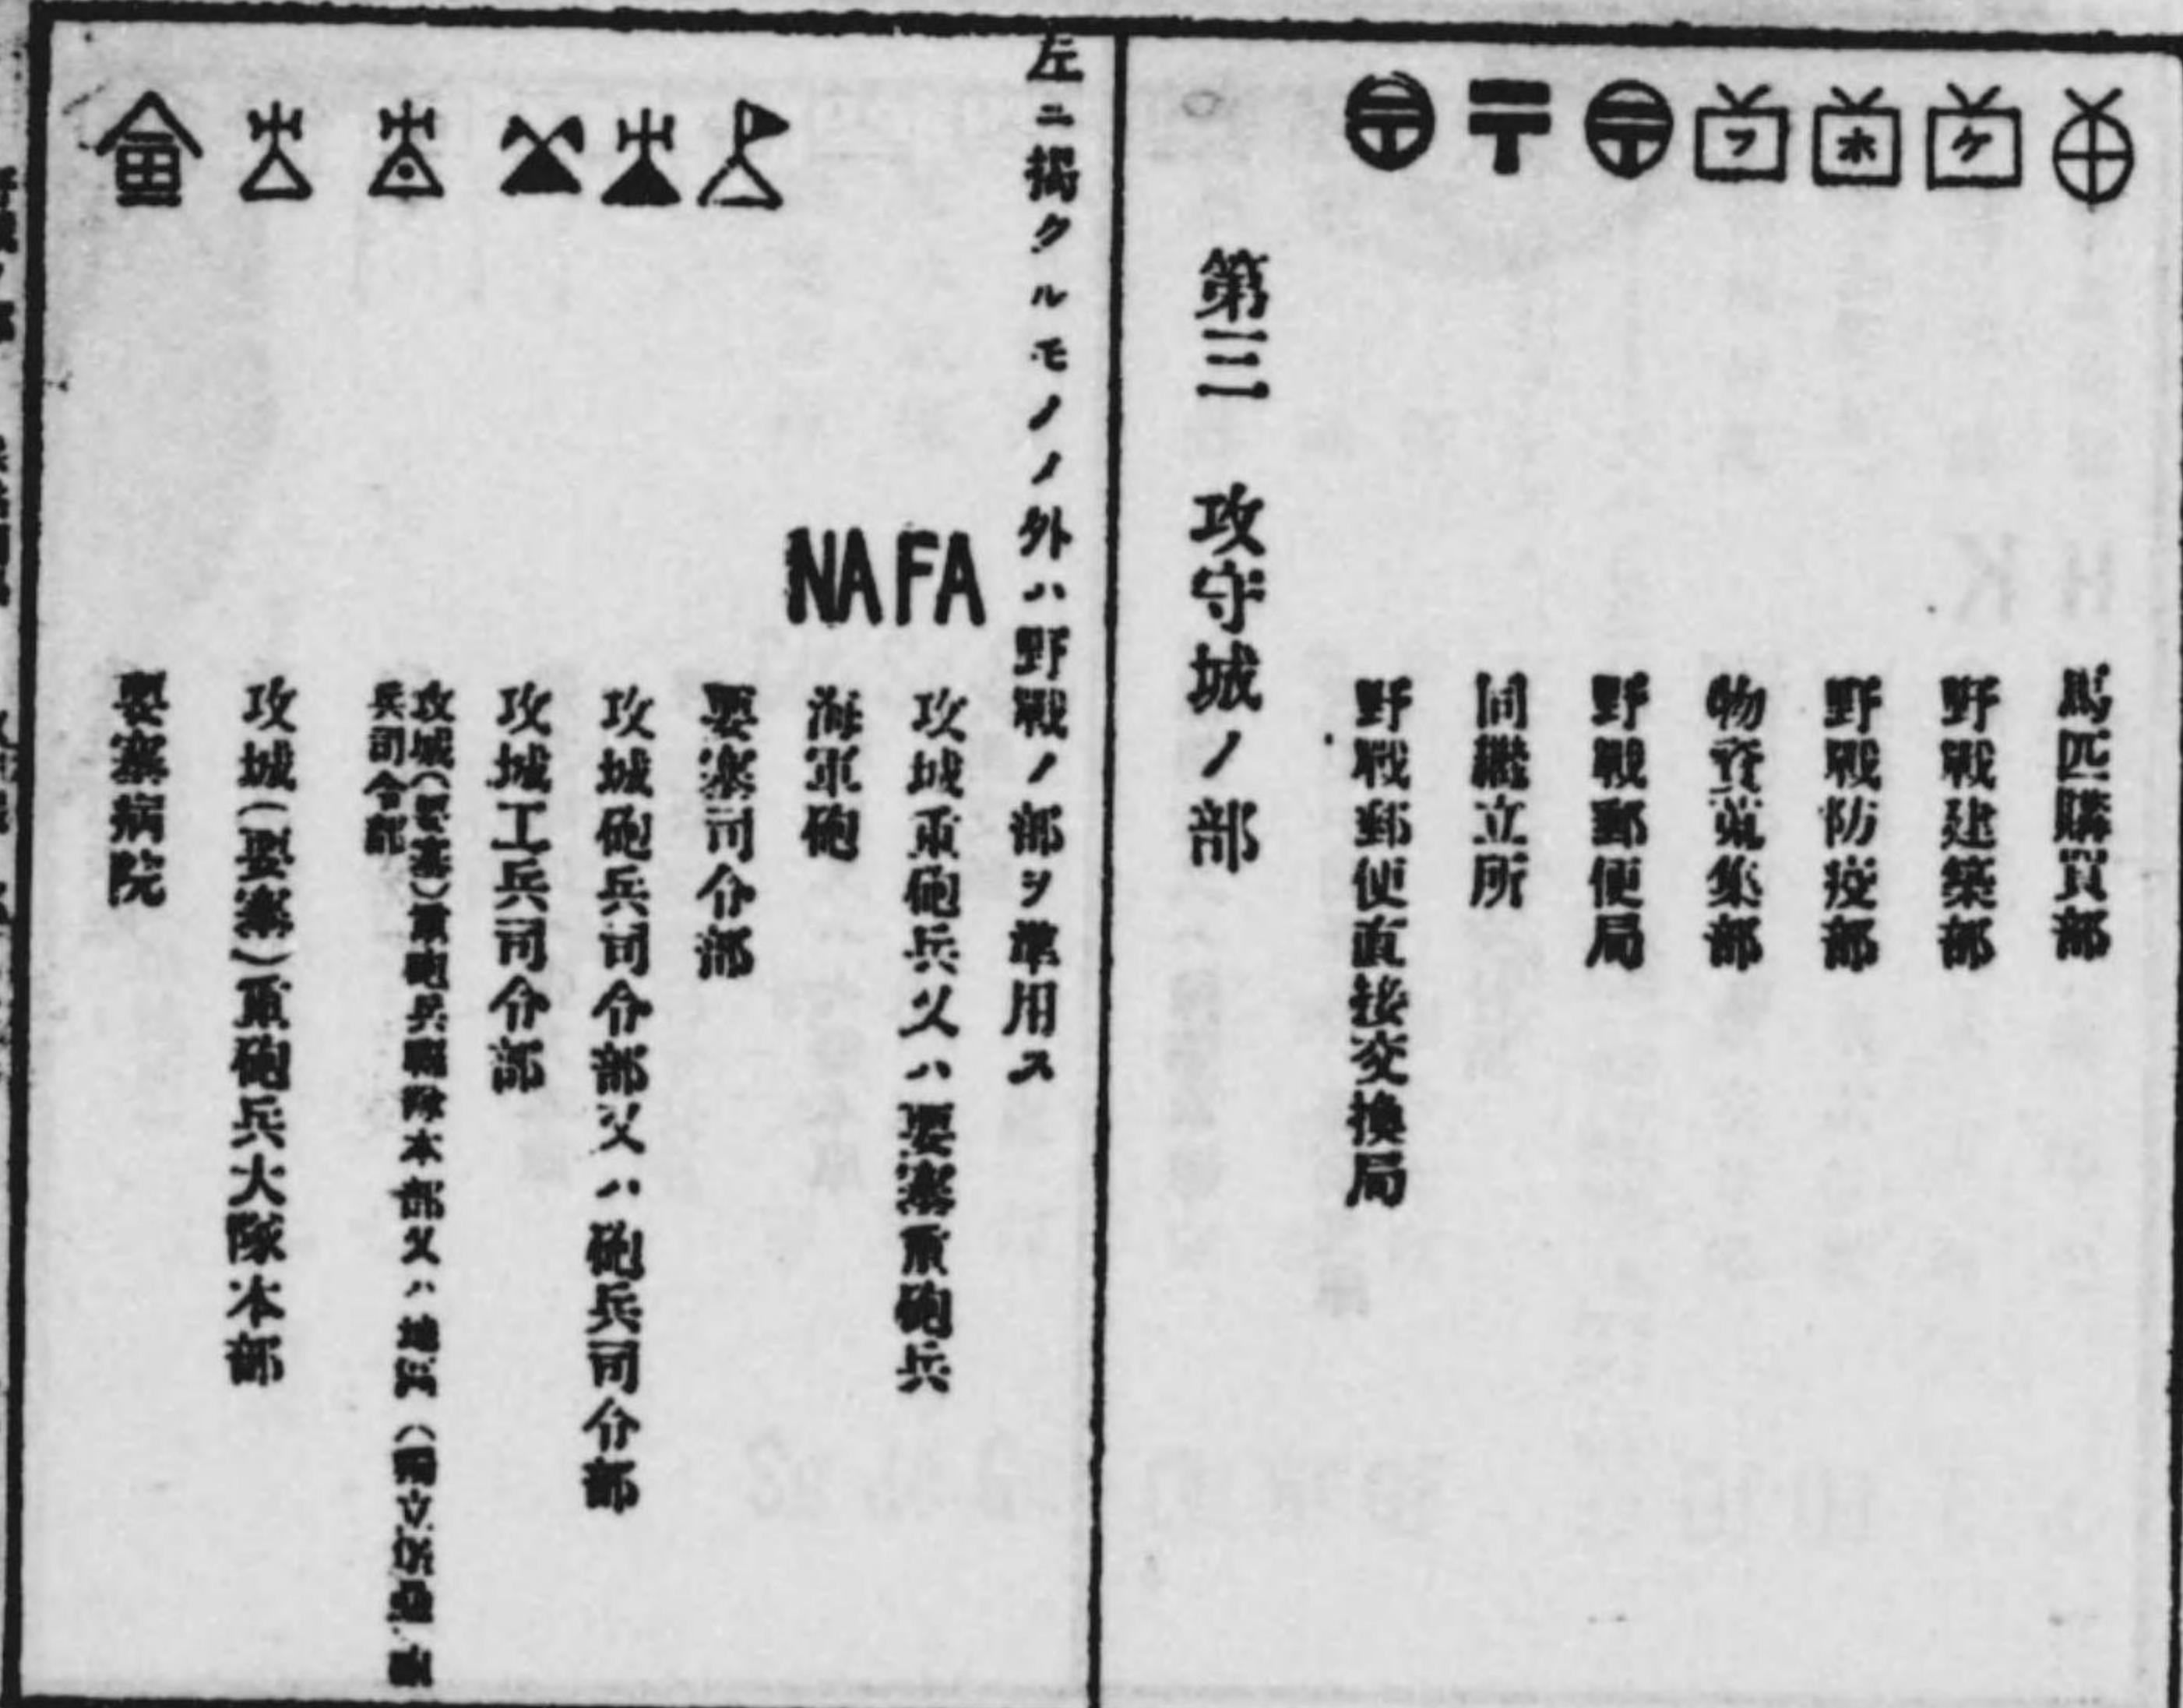 馬匹購買部
ケ 野戰建築部
ホ 野戰防疫部
フ 物資蒐集部
野戰郵便局
〒 同繼立所
野戰郵便直接交換局
第三 攻守城ノ部
左ニ揭クルモノノ外ハ野戰ノ部ヲ準用ス
FA 攻城重砲兵又ハ要塞重砲兵
NA 海軍砲
要塞司令部
攻城砲兵司令部又ハ砲兵司令部
攻城工兵司令部
攻城(要塞)重砲兵聯隊本部又ハ地區(獨立
兵司令部
攻城(要塞)重砲兵大隊本部
要塞病院